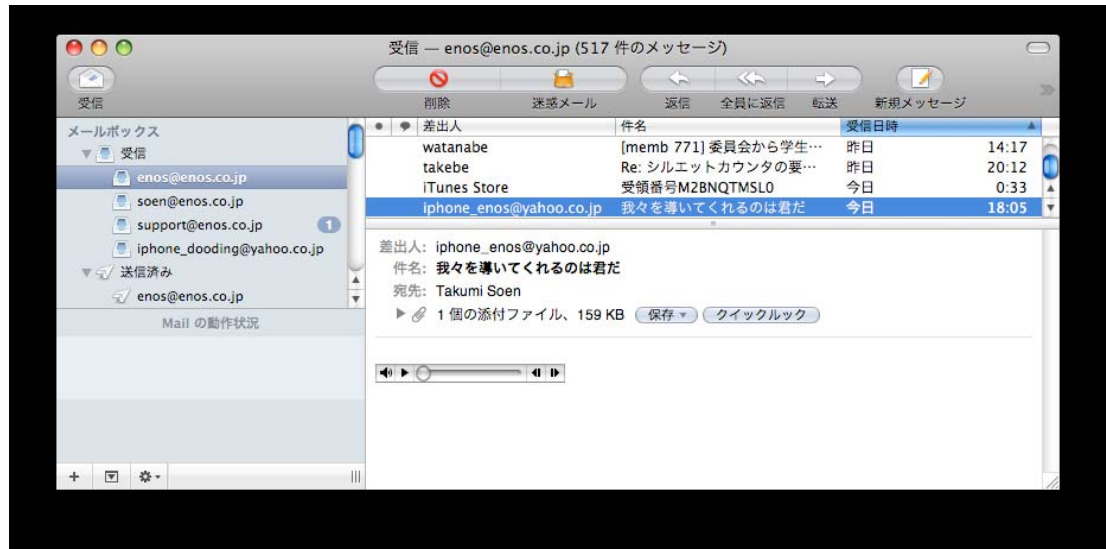 受信 — enos@enos.co.jp (517 件のメッセージ)
受信
削除 迷惑メール 返信 全員に返信 転送 新規メッセージ
メールボックス
受信
enos@enos.co.jp
soen@enos.co.jp
support@enos.co.jp 1
iphone_dooding@yahoo.co.jp
送信済み
enos@enos.co.jp
Mail の動作状況
差出人 件名 受信日時
watanabe [memb 771] 委員会から学生… 昨日 14:17
takebe Re: シルエットカウンタの要… 昨日 20:12
iTunes Store 受領番号M2BNQTMSL0 今日 0:33
iphone_enos@yahoo.co.jp 我々を導いてくれるのは君だ 今日 18:05
差出人: iphone_enos@yahoo.co.jp
件名: 我々を導いてくれるのは君だ
宛先: Takumi Soen
1 個の添付ファイル、159 KB 保存 クイックルック